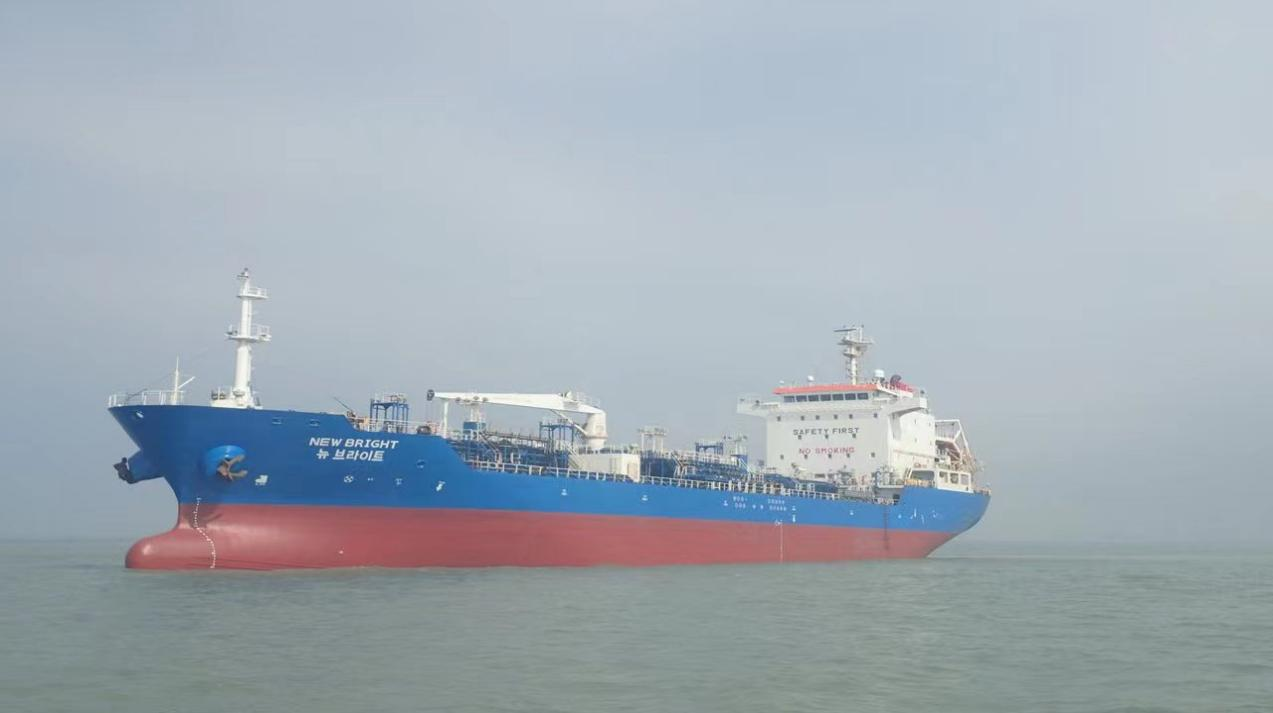 NEW BRIGHT
뉴 브라이트
SAFETY FIRST
NO SMOKING